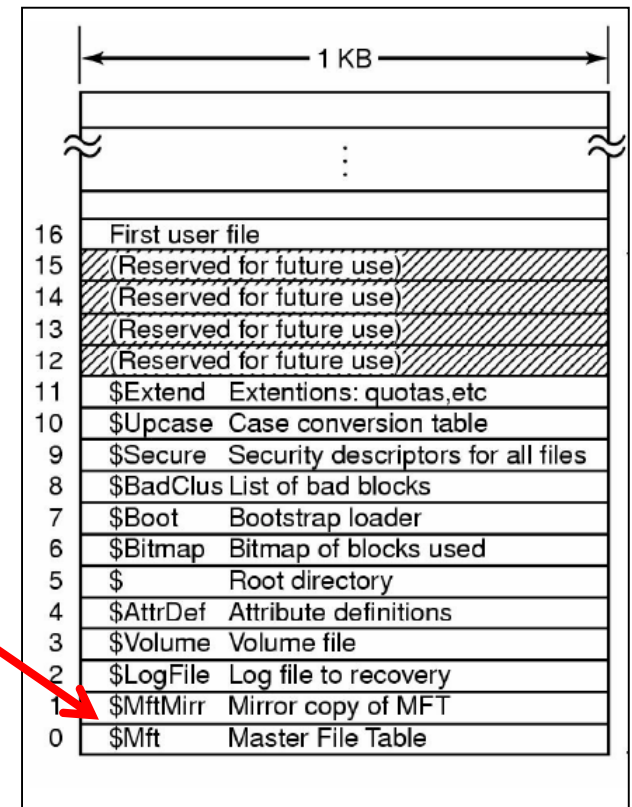 1 KB
⋮
16 First user file
15 (Reserved for future use)
14 (Reserved for future use)
13 (Reserved for future use)
12 (Reserved for future use)
11 $Extend Extentions: quotas,etc
10 $Upcase Case conversion table
9 $Secure Security descriptors for all files
8 $BadClus List of bad blocks
7 $Boot Bootstrap loader
6 $Bitmap Bitmap of blocks used
5 $ Root directory
4 $AttrDef Attribute definitions
3 $Volume Volume file
2 $LogFile Log file to recovery
1 $MftMirr Mirror copy of MFT
0 $Mft Master File Table